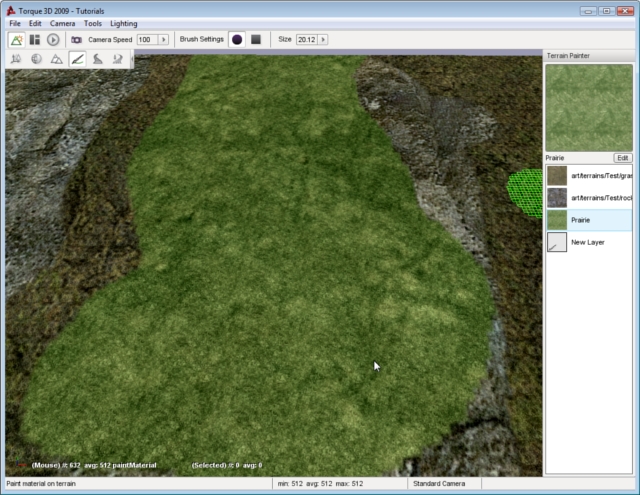 Torque 3D 2009 - Tutorials
File Edit Camera Tools Lighting
Camera Speed 100 Brush Settings Size 20.12
Terrain Painter
Prairie Edit
art/terrains/Test/gras
art/terrains/Test/rock
Prairie
New Layer
(Mouse) #: 632 avg: 512 paintMaterial (Selected) #: 0 avg: 0
Paint material on terrain min: 512 avg: 512 max: 512 Standard Camera